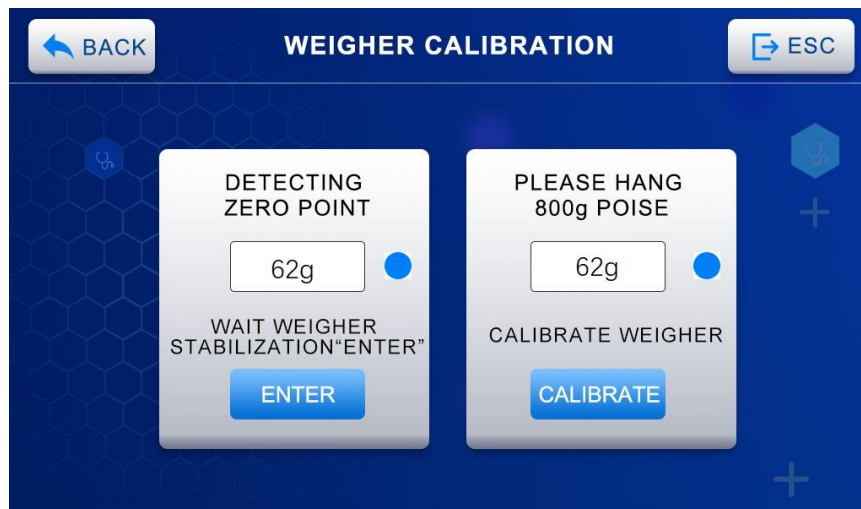 BACK
WEIGHER CALIBRATION
ESC
DETECTING
ZERO POINT
62g
WAIT WEIGHER
STABILIZATION“ENTER”
ENTER
PLEASE HANG
800g POISE
62g
CALIBRATE WEIGHER
CALIBRATE